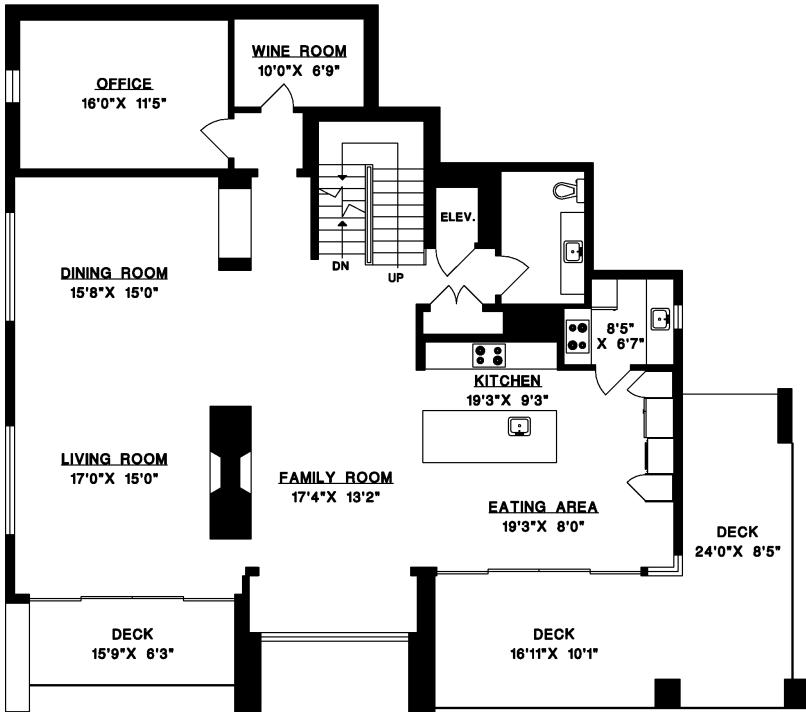 WINE ROOM
10'0"X 6'9"
OFFICE
16'0"X 11'5"
ELEV.
DN
UP
DINING ROOM
15'8"X 15'0"
8'5"
X 6'7"
KITCHEN
19'3"X 9'3"
LIVING ROOM
17'0"X 15'0"
FAMILY ROOM
17'4"X 13'2"
EATING AREA
19'3"X 8'0"
DECK
24'0"X 8'5"
DECK
15'9"X 6'3"
DECK
16'11"X 10'1"